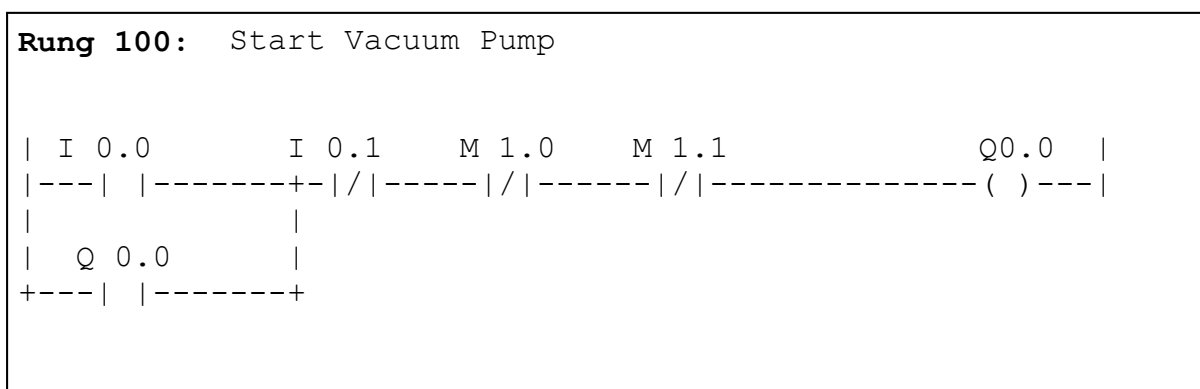 Rung 100: Start Vacuum Pump
| I 0.0 I 0.1 M 1.0 M 1.1 Q0.0 |
|---| |-------+-|/|-----|/|------|/|--------------( )---|
| |
| Q 0.0 |
+---| |-------+